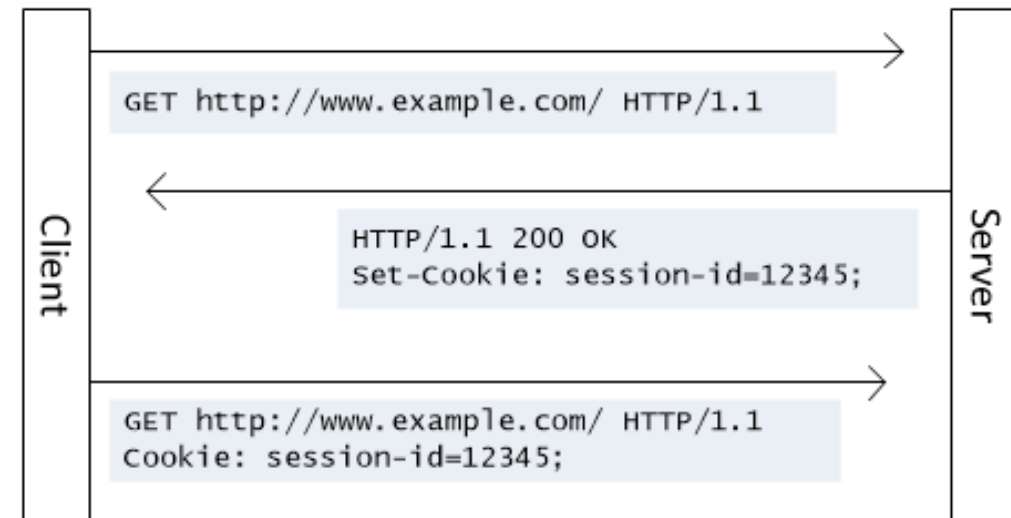 GET http://www.example.com/ HTTP/1.1
HTTP/1.1 200 OK
Set-Cookie: session-id=12345;
Client
Server
GET http://www.example.com/ HTTP/1.1
Cookie: session-id=12345;